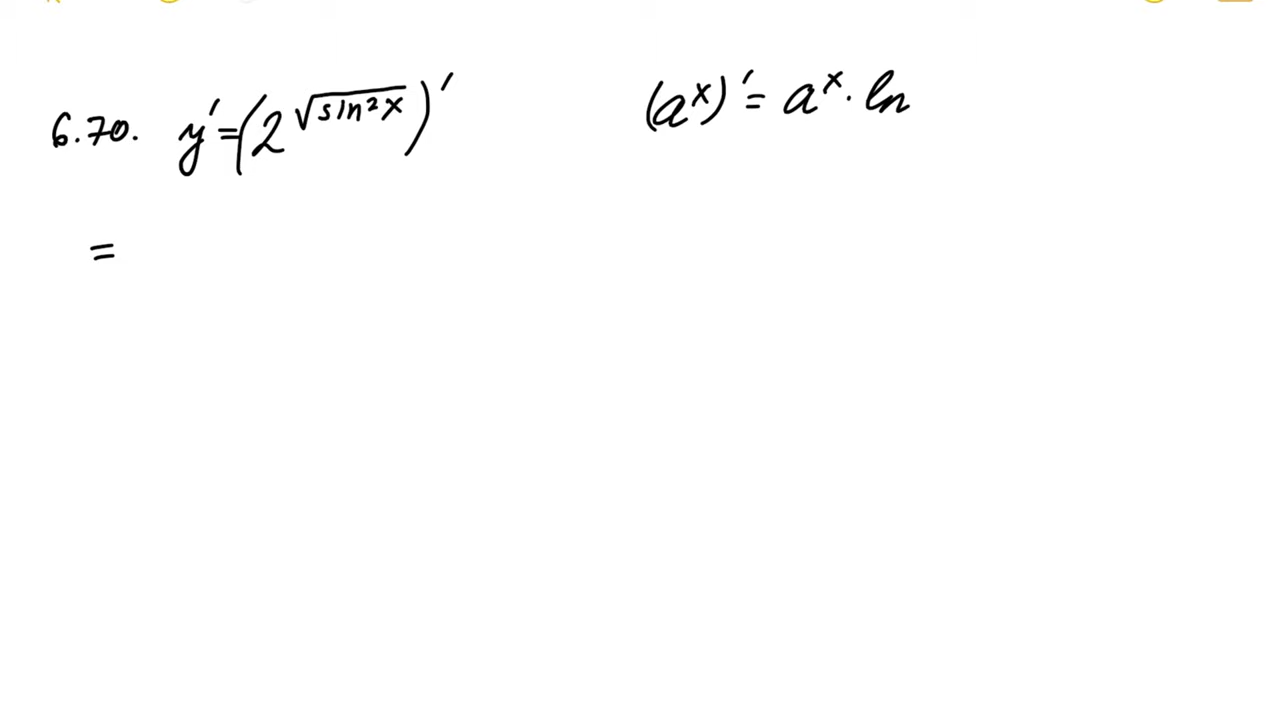 6.70. y' = (2^√(sin²x))'
(a^x)' = a^x · ln
=